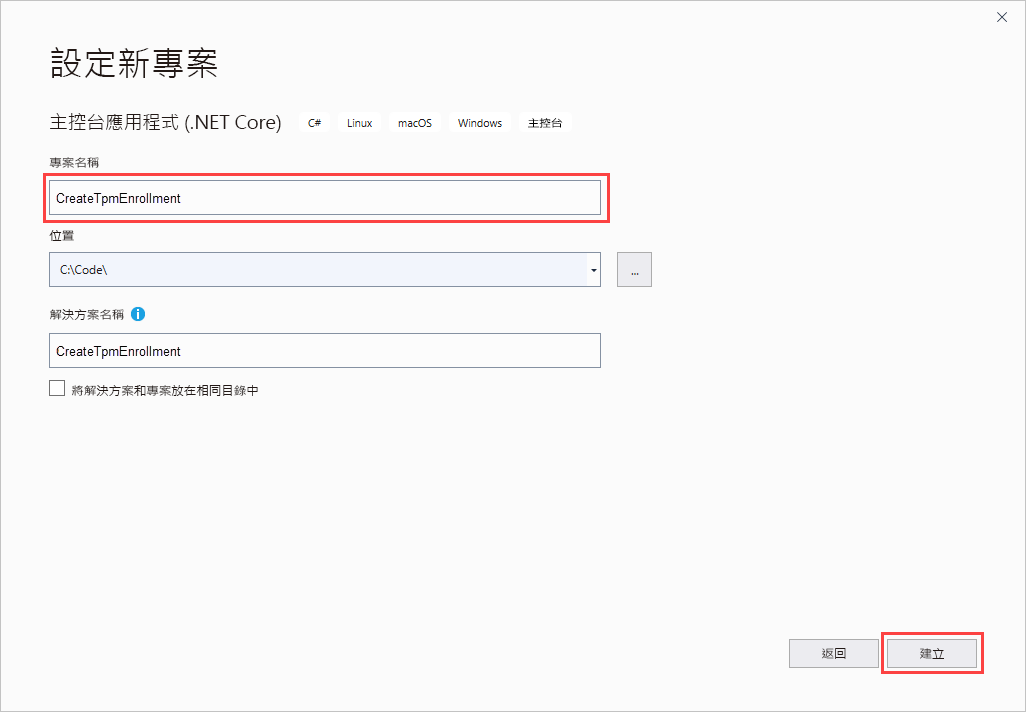 設定新專案
主控台應用程式 (.NET Core) C# Linux macOS Windows 主控台
專案名稱
CreateTpmEnrollment
位置
C:\Code\
...
解決方案名稱
CreateTpmEnrollment
將解決方案和專案放在相同目錄中
返回 建立